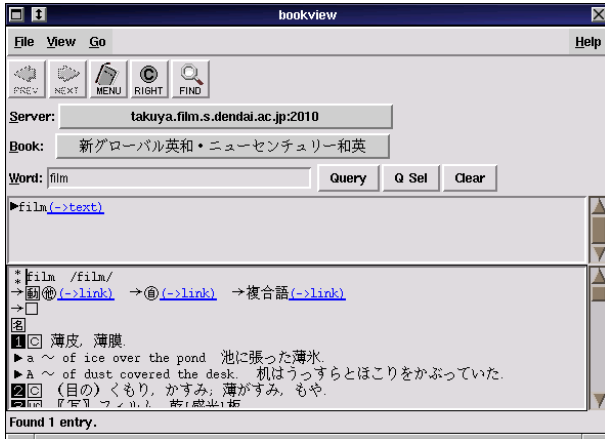 bookview
File View Go Help
PREV NEXT MENU RIGHT FIND
Server: takuya.film.s.dendai.ac.jp:2010
Book: 新グローバル英和・ニューセンチュリー和英
Word: film Query Q Sel Clear
▶film(->text)
** film /film/
→動他(->link) →自(->link) →複合語(->link)
→□
名
1 C 薄皮, 薄膜.
▶a ~ of ice over the pond 池に張った薄氷.
▶A ~ of dust covered the desk. 机はうっすらとほこりをかぶっていた.
2 C (目の) くもり, かすみ; 薄がすみ, もや.
〖写〗フィルム
Found 1 entry.